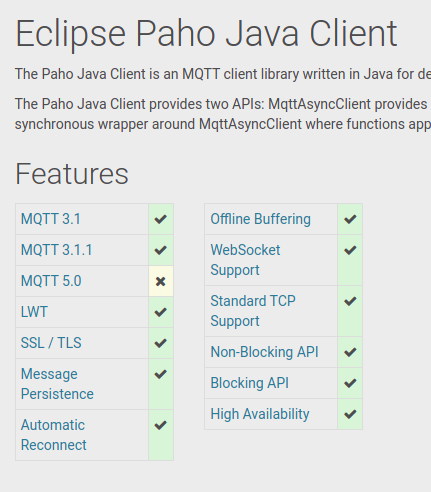 Eclipse Paho Java Client
The Paho Java Client is an MQTT client library written in Java for
The Paho Java Client provides two APIs: MqttAsyncClient provides
synchronous wrapper around MqttAsyncClient where functions
Features
MQTT 3.1 ✔
MQTT 3.1.1 ✔
MQTT 5.0 ✖
LWT ✔
SSL / TLS ✔
Message ✔
Persistence
Automatic ✔
Reconnect
Offline Buffering ✔
WebSocket ✔
Support
Standard TCP ✔
Support
Non-Blocking API ✔
Blocking API ✔
High Availability ✔